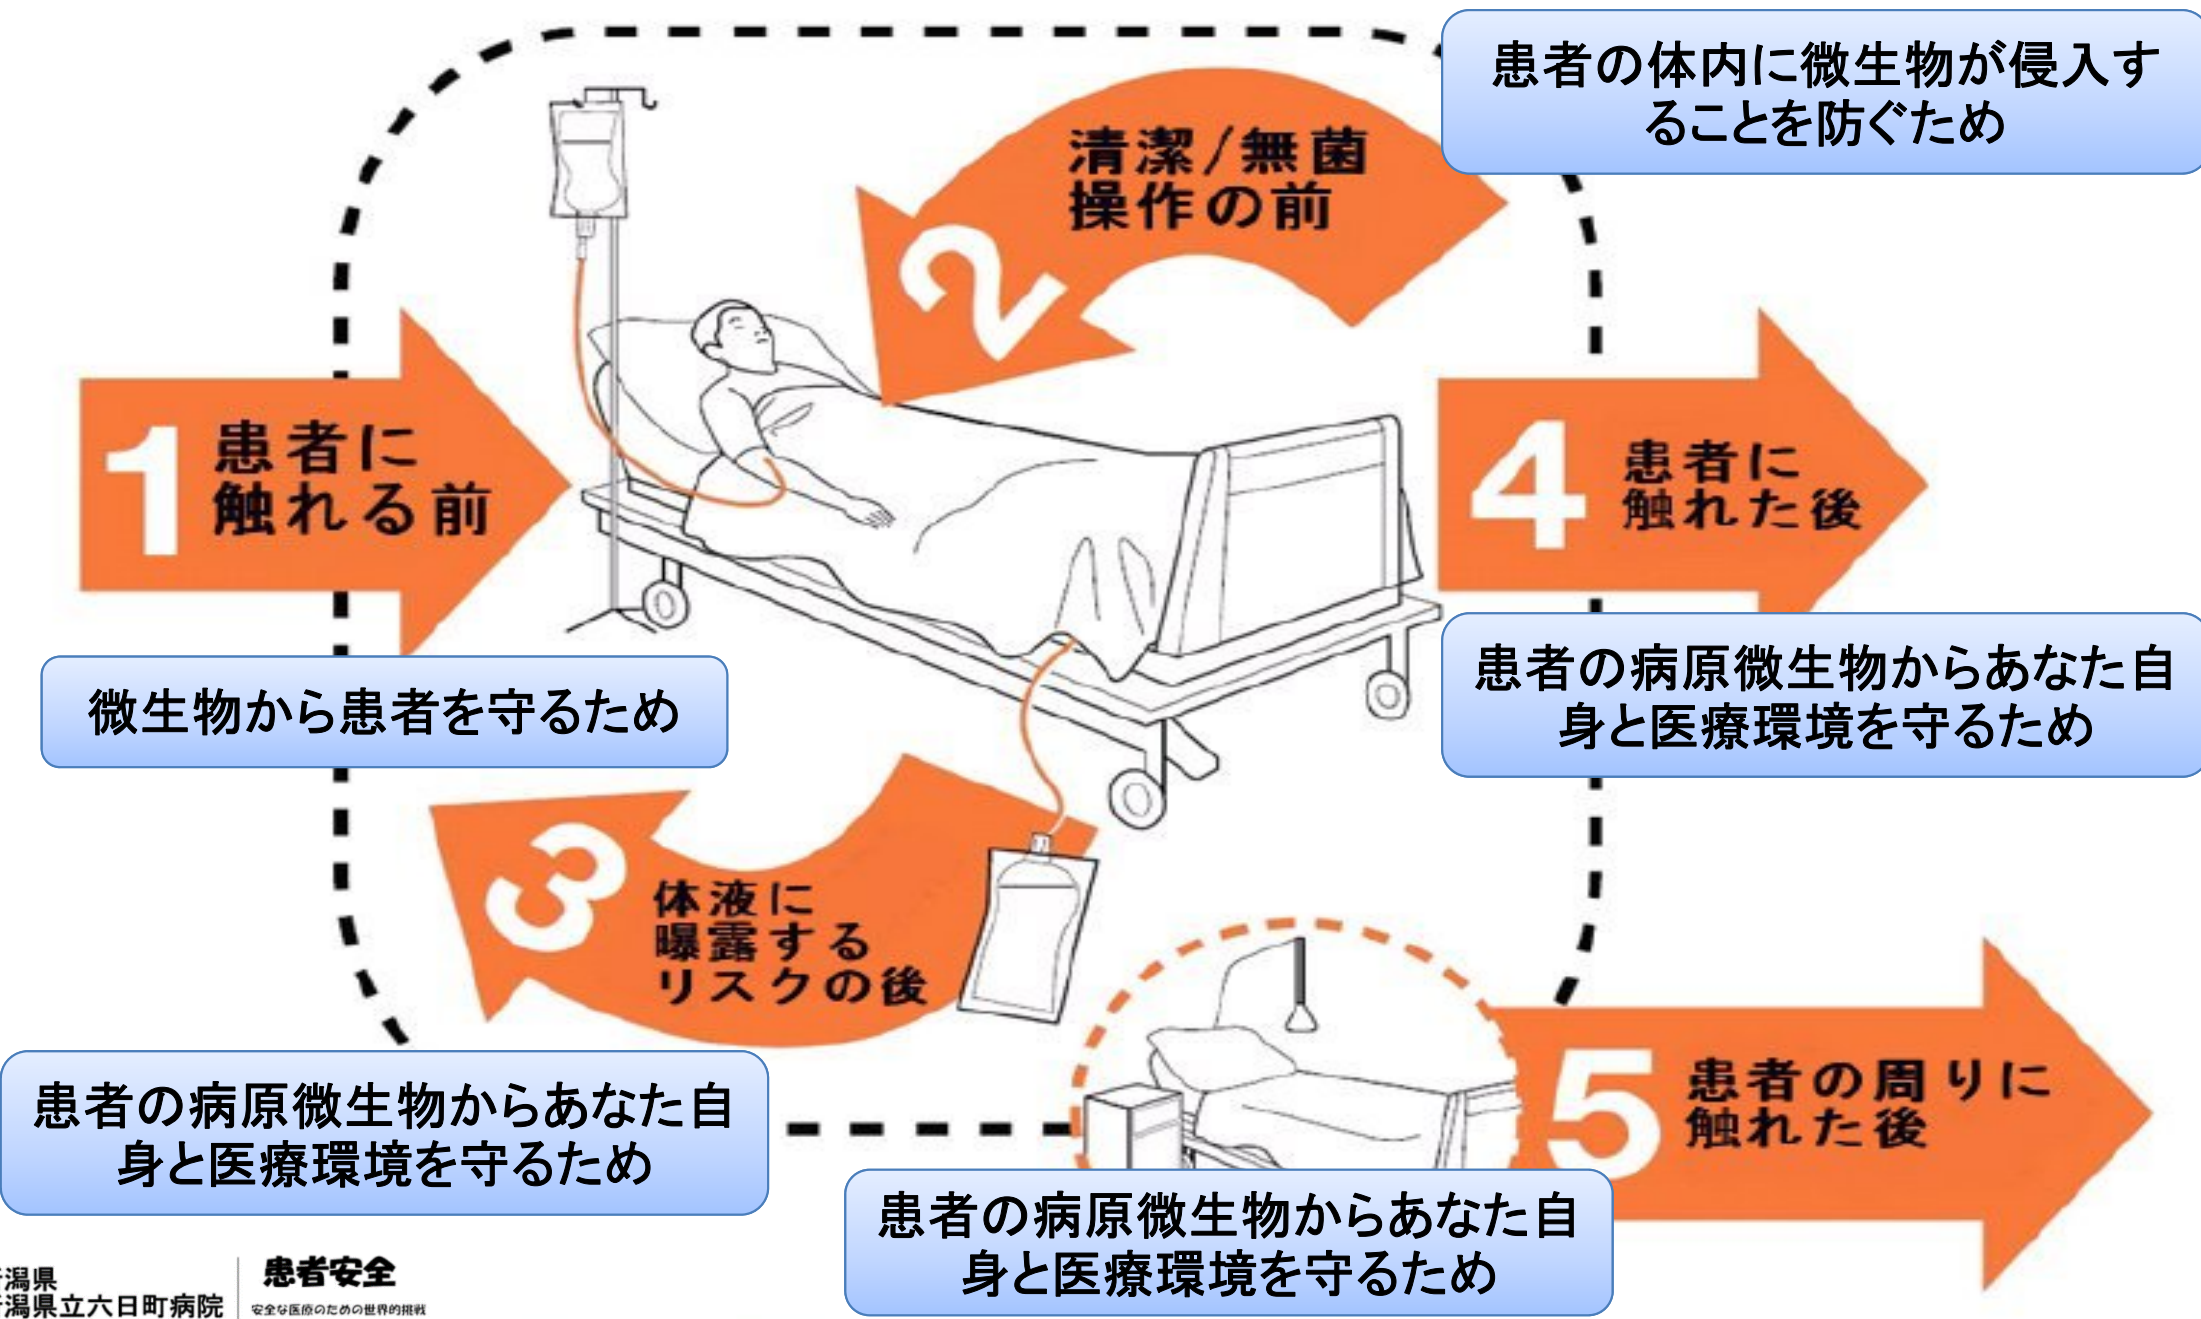 患者の体内に微生物が侵入す
ることを防ぐため
2
清潔/無菌
操作の前
1
患者に
触れる前
微生物から患者を守るため
4
患者に
触れた後
患者の病原微生物からあなた自
身と医療環境を守るため
3
体液に
曝露する
リスクの後
患者の病原微生物からあなた自
身と医療環境を守るため
5
患者の周りに
触れた後
患者の病原微生物からあなた自
身と医療環境を守るため
潟県
潟県立六日町病院
患者安全
安全な医療のための世界的挑戦